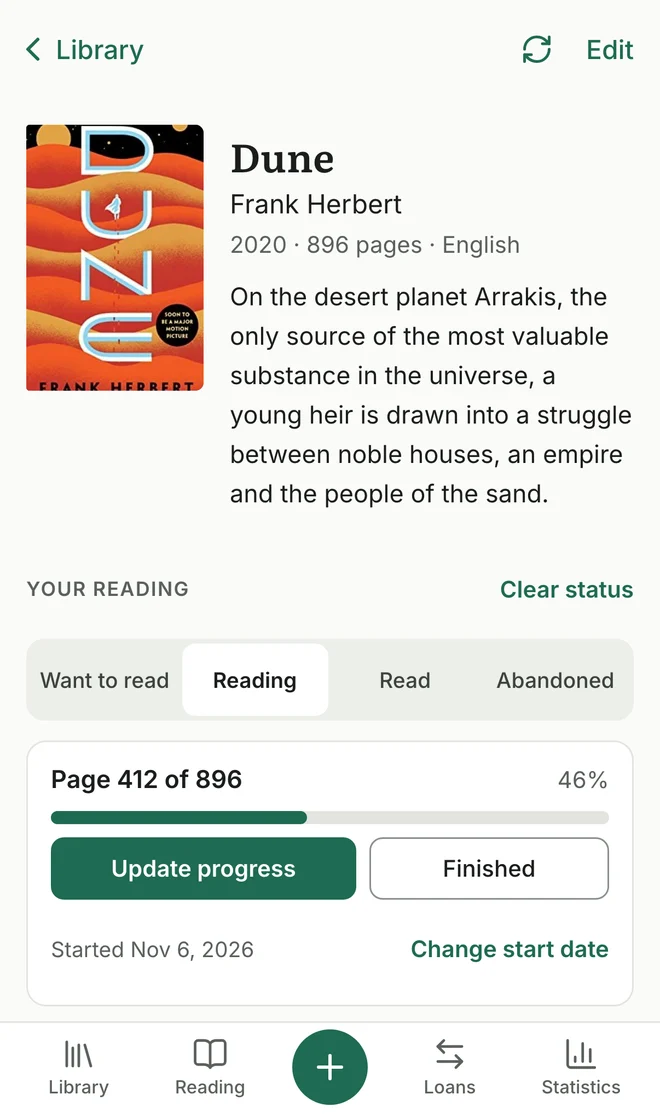 Library
Edit
DUNE
SOON TO
BE A MAJOR
MOTION
PICTURE
FRANK HERBERT
Dune
Frank Herbert
2020 · 896 pages · English
On the desert planet Arrakis, the
only source of the most valuable
substance in the universe, a
young heir is drawn into a struggle
between noble houses, an empire
and the people of the sand.
YOUR READING
Clear status
Want to read
Reading
Read
Abandoned
Page 412 of 896
46%
Update progress
Finished
Started Nov 6, 2026
Change start date
Library
Reading
Loans
Statistics